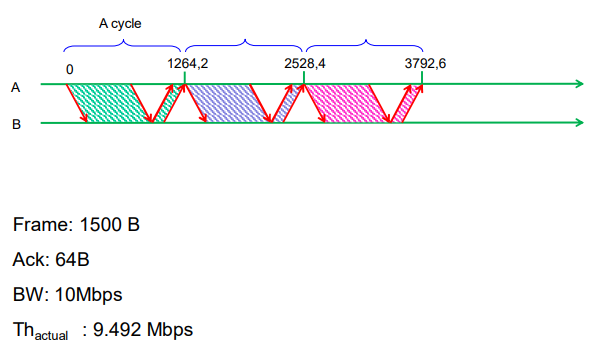 A cycle
0 1264,2 2528,4 3792,6
A
B
Frame: 1500 B
Ack: 64B
BW: 10Mbps
Thactual : 9.492 Mbps